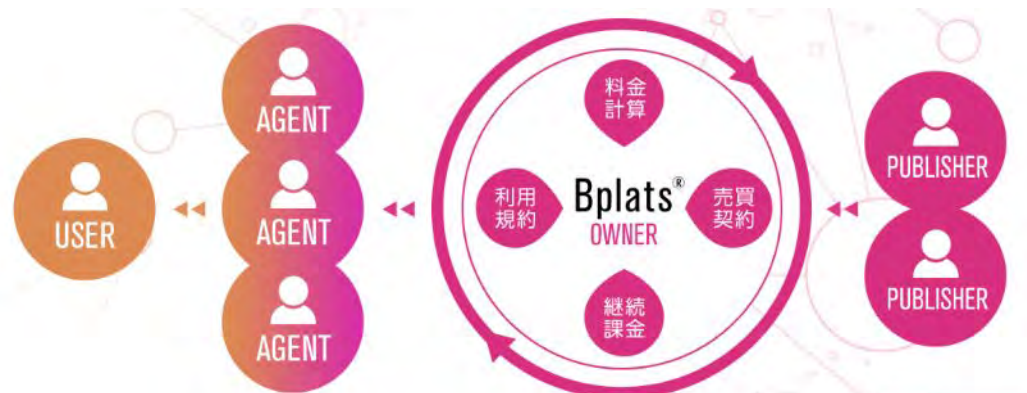 USER
AGENT
AGENT
AGENT
料金
計算
利用
規約
Bplats®
OWNER
売買
契約
継続
課金
PUBLISHER
PUBLISHER